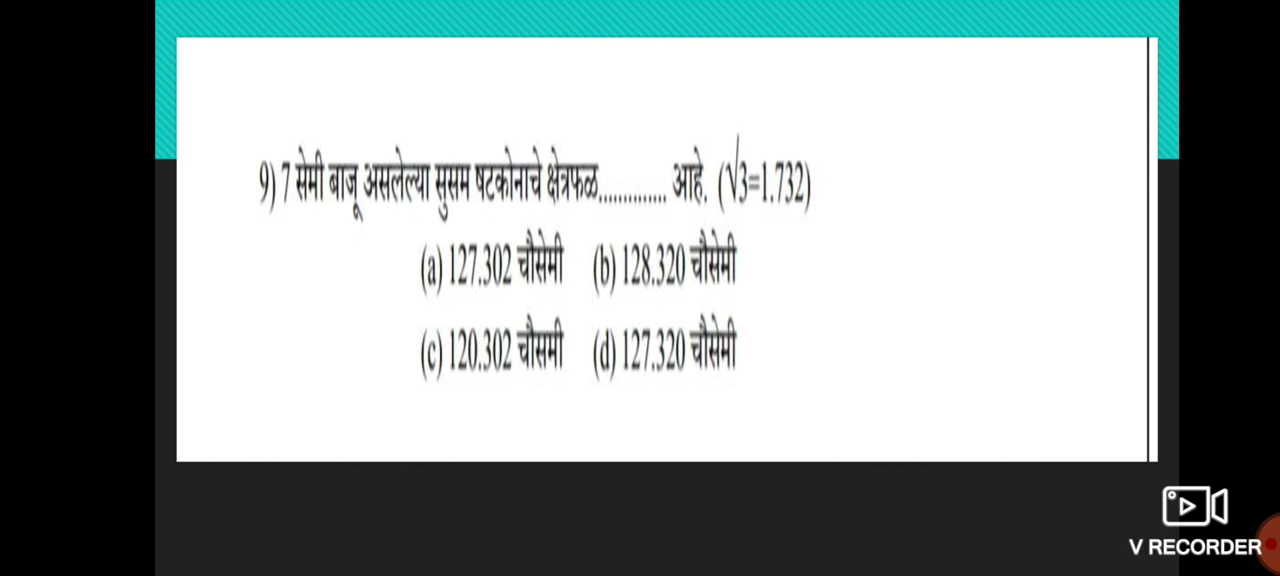 9) 7 सेमी बाजू असलेल्या सुसम षटकोनाचे क्षेत्रफळ............. आहे. (√3=1.732)
(a) 127.302 चौसेमी (b) 128.320 चौसेमी
(c) 120.302 चौसमी (d) 127.320 चौसेमी
V RECORDER